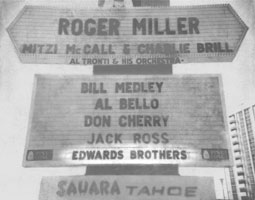 ROGER MILLER
MITZI McCALL & CHARLIE BRILL
AL TRONTI & HIS ORCHESTRA
BILL MEDLEY
AL BELLO
DON CHERRY
JACK ROSS
EDWARDS BROTHERS
SAHARA TAHOE